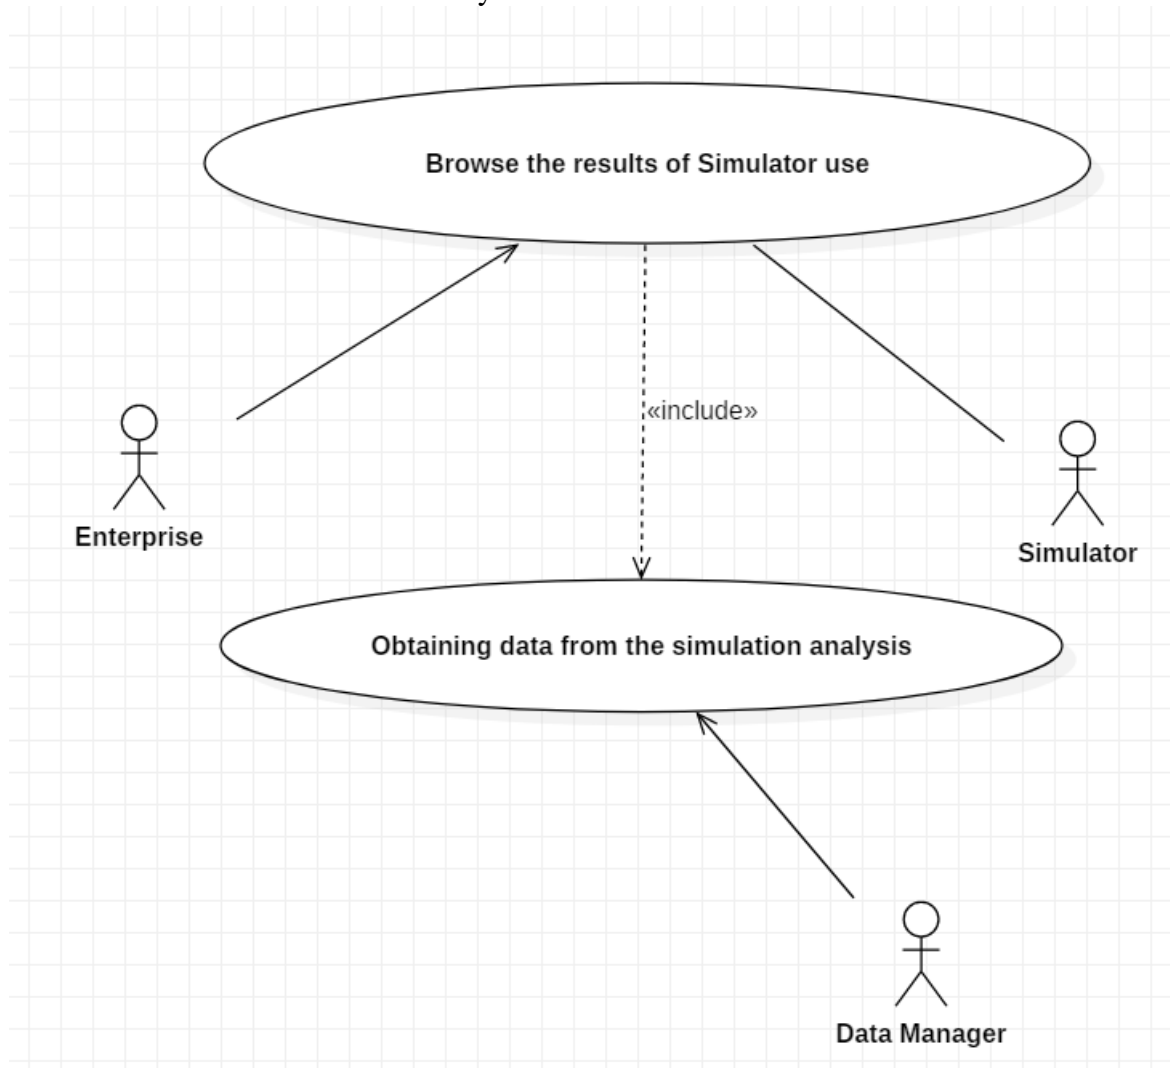 Browse the results of Simulator use
«include»
Enterprise
Simulator
Obtaining data from the simulation analysis
Data Manager